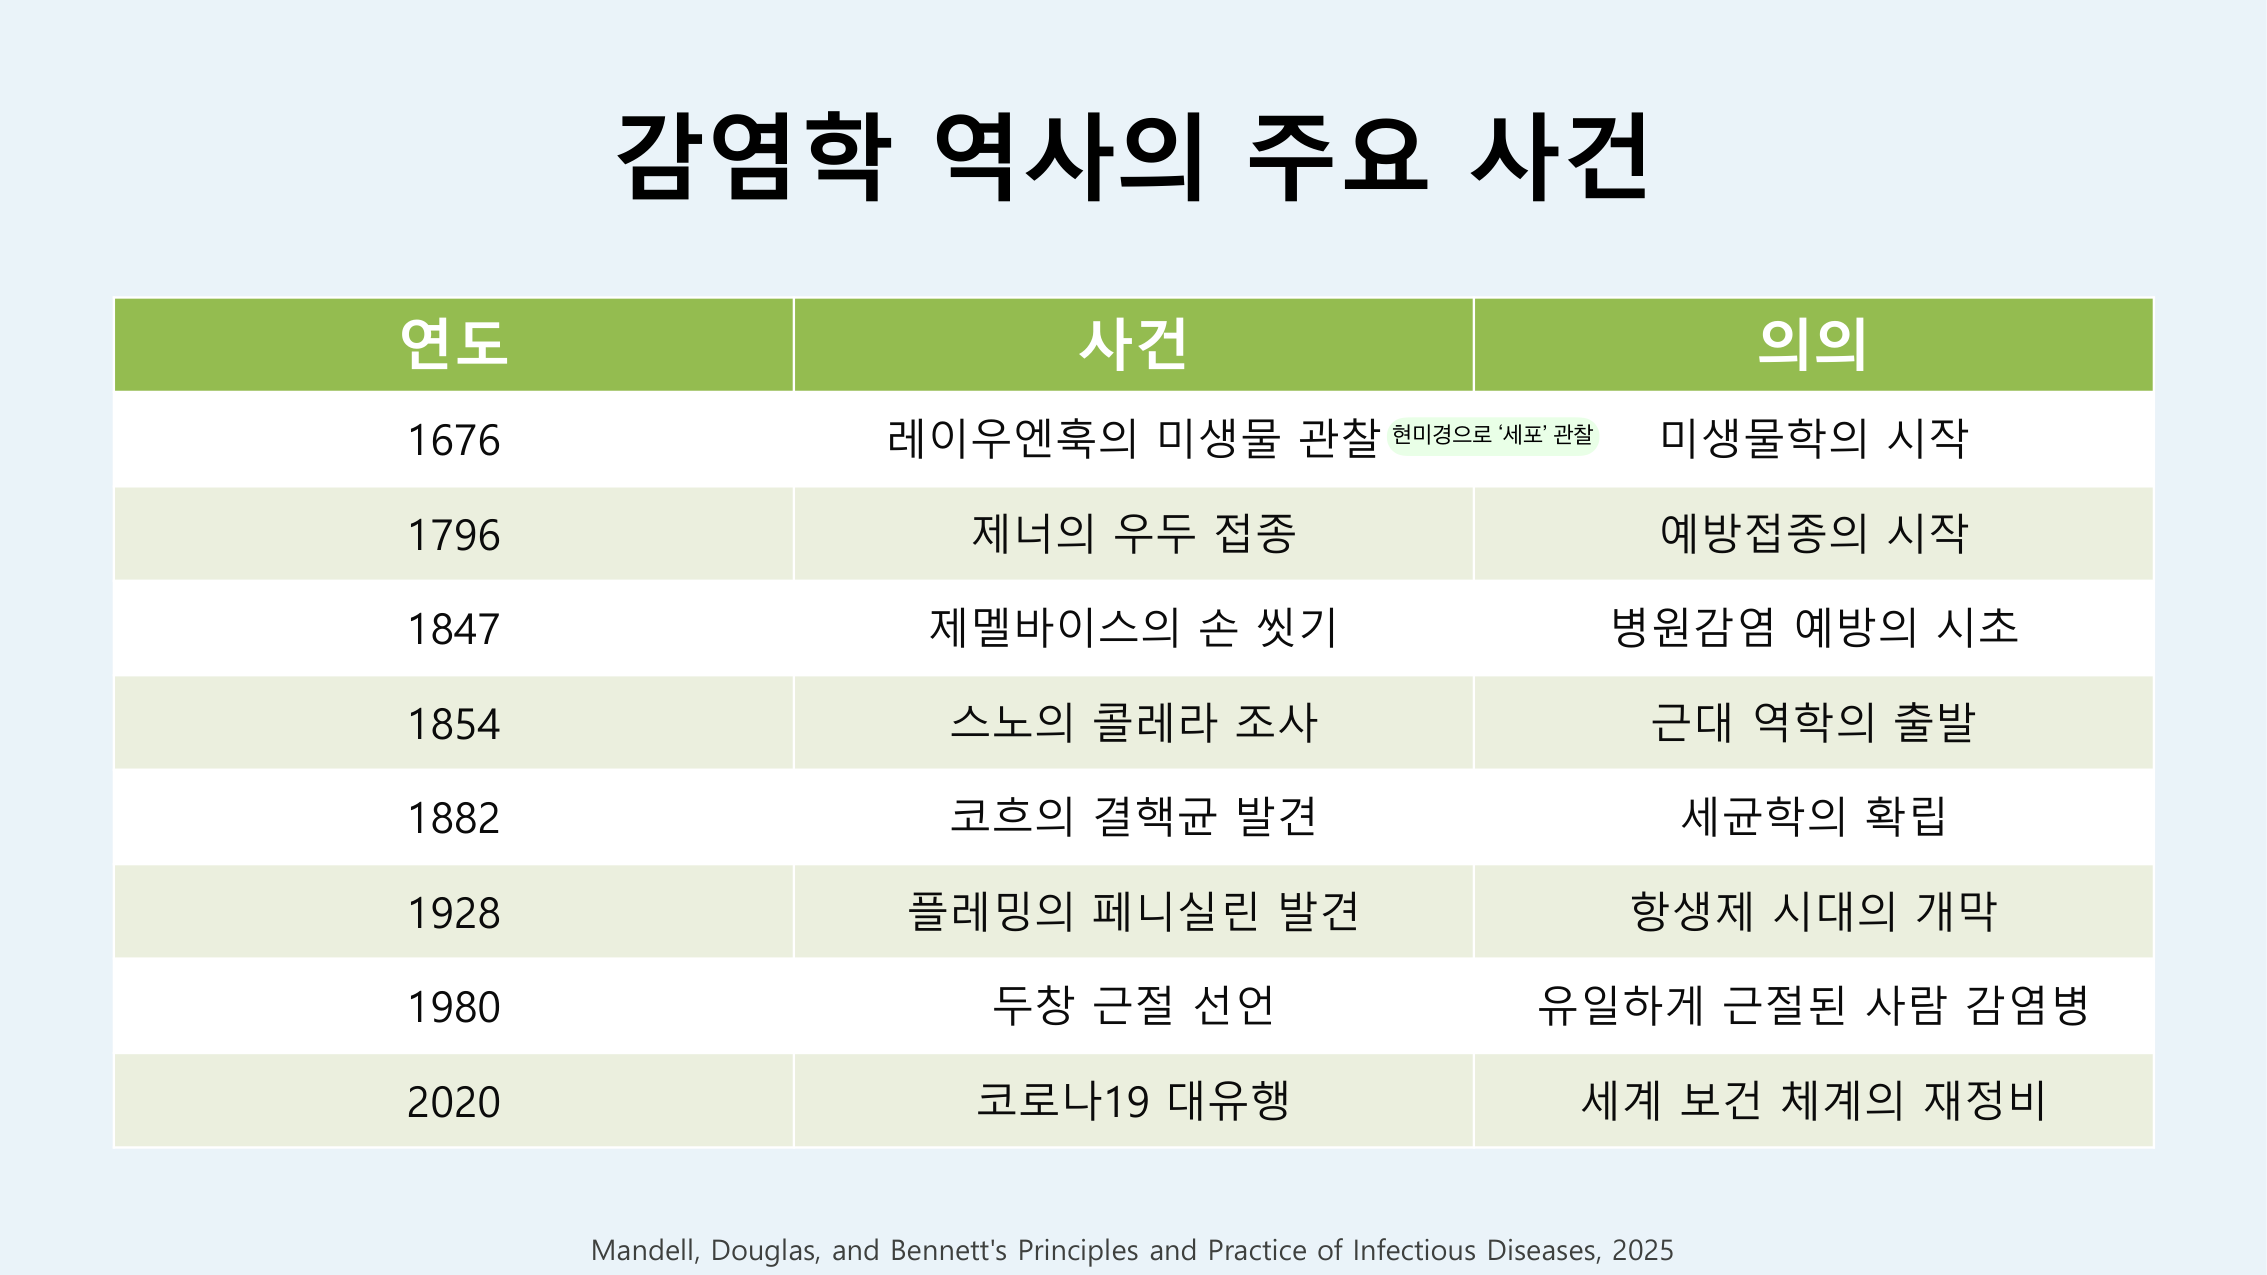 감염학 역사의 주요 사건
연도 사건 의의
1676 레이우엔훅의 미생물 관찰 현미경으로 ‘세포’ 관찰 미생물학의 시작
1796 제너의 우두 접종 예방접종의 시작
1847 제멜바이스의 손 씻기 병원감염 예방의 시초
1854 스노의 콜레라 조사 근대 역학의 출발
1882 코흐의 결핵균 발견 세균학의 확립
1928 플레밍의 페니실린 발견 항생제 시대의 개막
1980 두창 근절 선언 유일하게 근절된 사람 감염병
2020 코로나19 대유행 세계 보건 체계의 재정비
Mandell, Douglas, and Bennett's Principles and Practice of Infectious Diseases, 2025